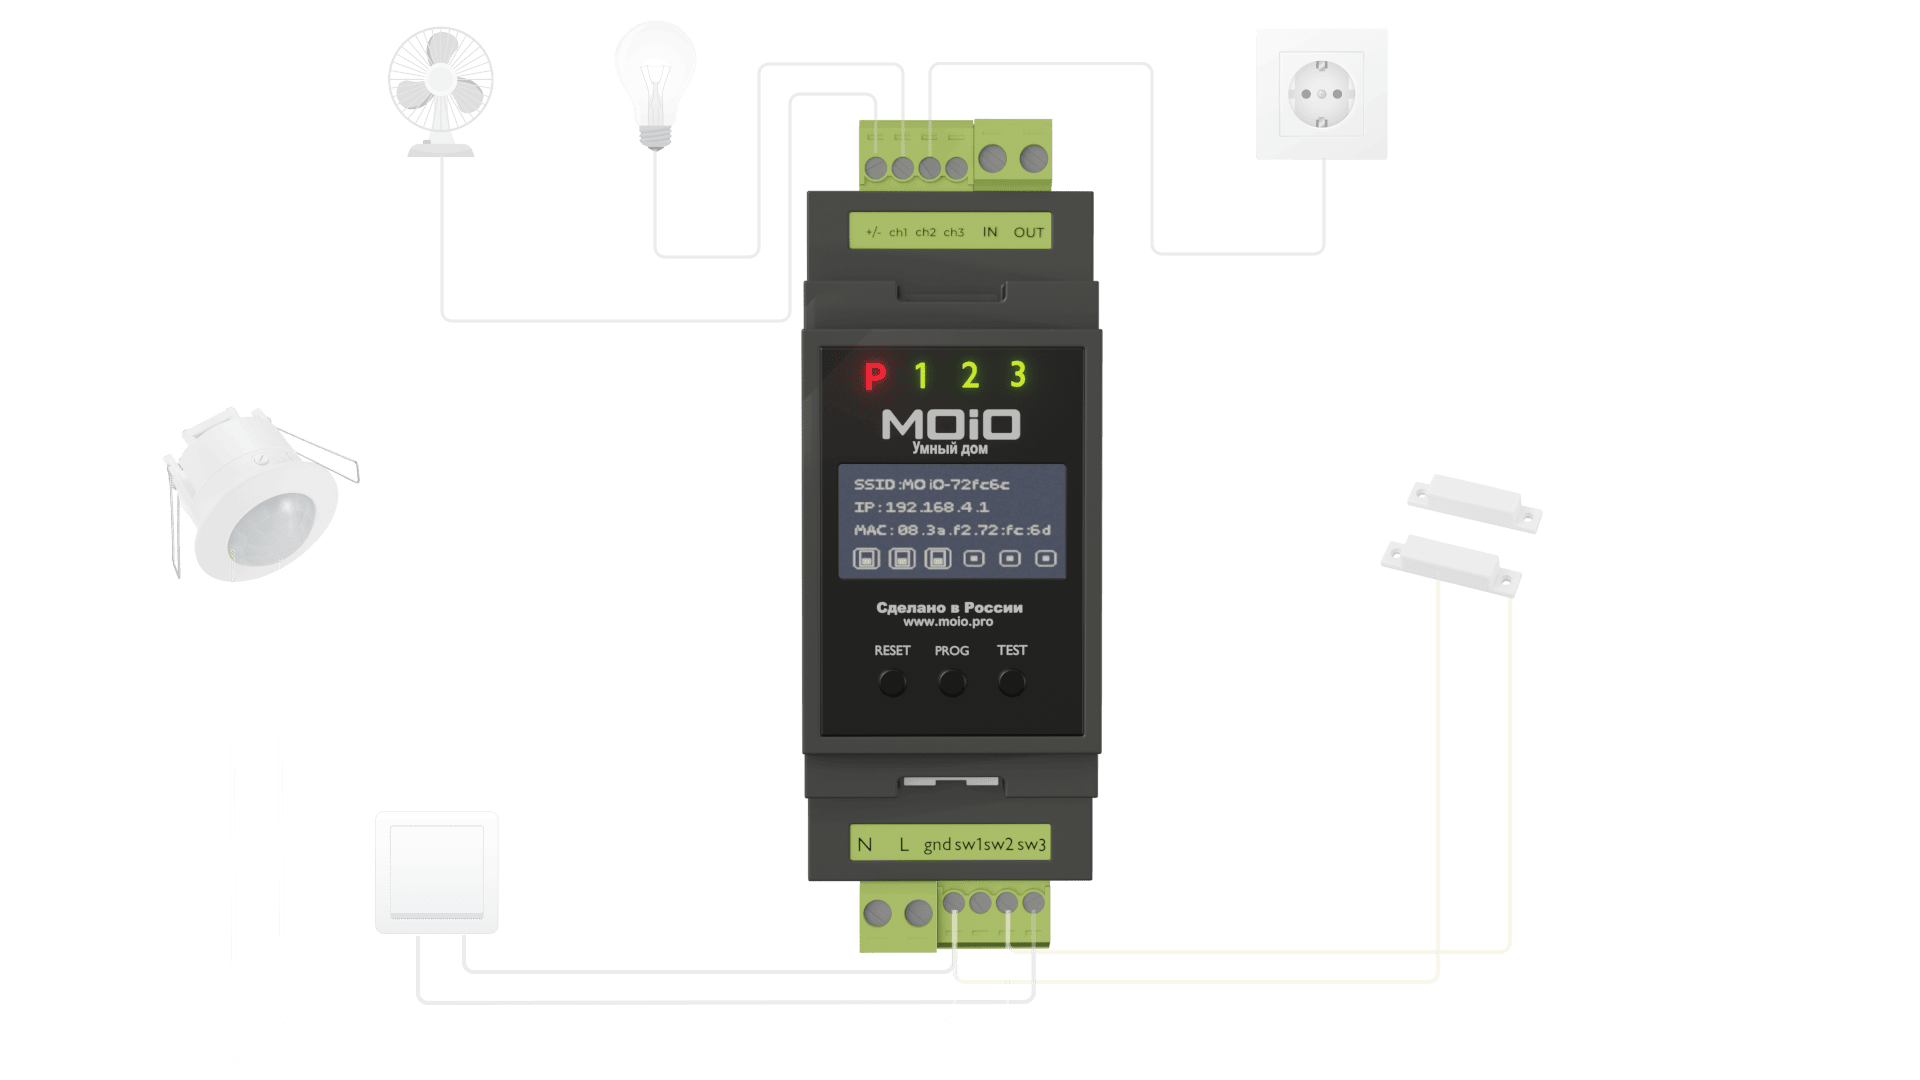 +/- ch1 ch2 ch3 IN OUT
P 1 2 3
MOiO
Умный дом
SSID:MOiO-72fc6c
IP:192.168.4.1
MAC:08.3a.f2.72:fc:6d
Сделано в России
www.moio.pro
RESET PROG TEST
N L gnd sw1 sw2 sw3